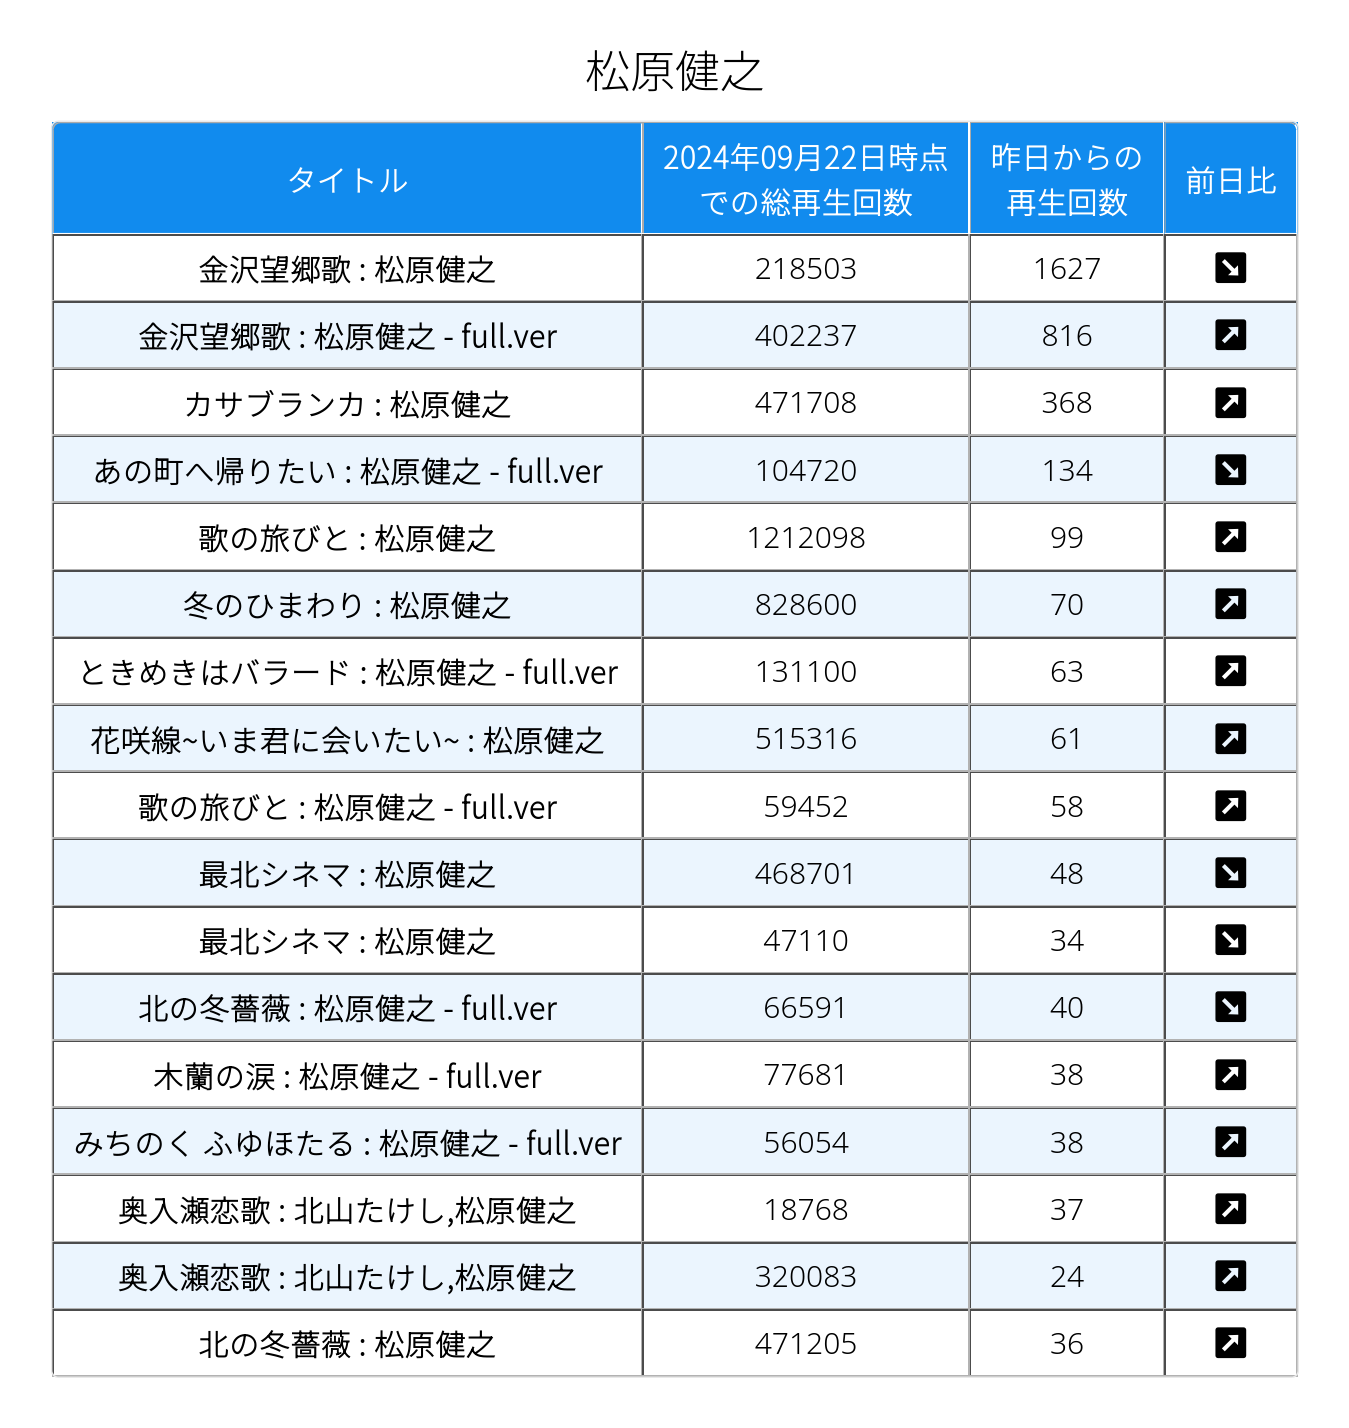 松原健之
タイトル 2024年09月22日時点での総再生回数 昨日からの再生回数 前日比
金沢望郷歌 : 松原健之 218503 1627 ↘
金沢望郷歌 : 松原健之 - full.ver 402237 816 ↗
カサブランカ : 松原健之 471708 368 ↗
あの町へ帰りたい : 松原健之 - full.ver 104720 134 ↘
歌の旅びと : 松原健之 1212098 99 ↗
冬のひまわり : 松原健之 828600 70 ↗
ときめきはバラード : 松原健之 - full.ver 131100 63 ↗
花咲線~いま君に会いたい~ : 松原健之 515316 61 ↗
歌の旅びと : 松原健之 - full.ver 59452 58 ↗
最北シネマ : 松原健之 468701 48 ↘
最北シネマ : 松原健之 47110 34 ↘
北の冬薔薇 : 松原健之 - full.ver 66591 40 ↘
木蘭の涙 : 松原健之 - full.ver 77681 38 ↗
みちのく ふゆほたる : 松原健之 - full.ver 56054 38 ↗
奥入瀬恋歌 : 北山たけし,松原健之 18768 37 ↗
奥入瀬恋歌 : 北山たけし,松原健之 320083 24 ↗
北の冬薔薇 : 松原健之 471205 36 ↗